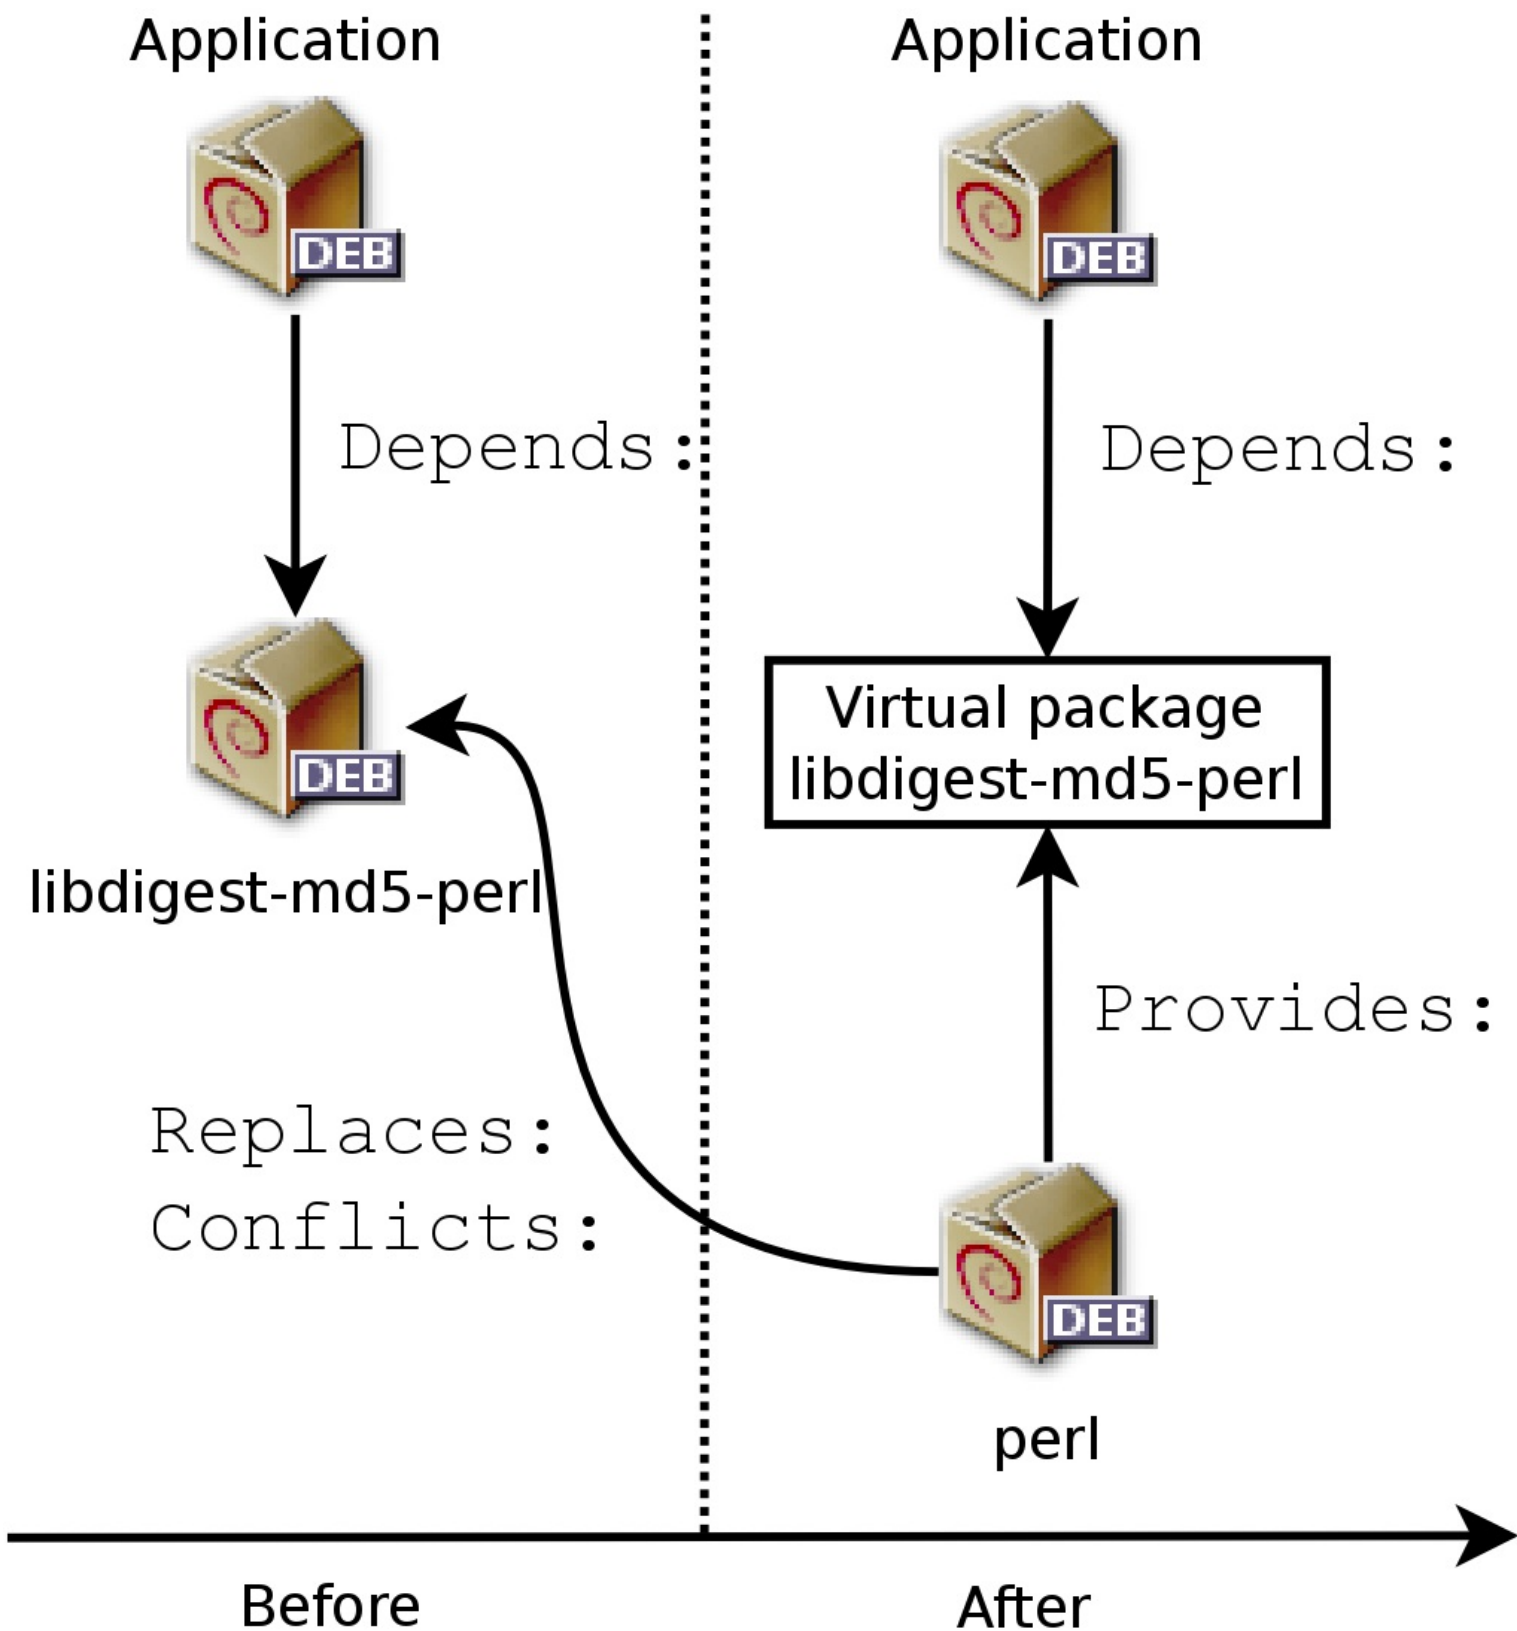 Application
DEB
Depends:
DEB
libdigest-md5-perl
Replaces:
Conflicts:
Application
DEB
Depends:
Virtual package
libdigest-md5-perl
Provides:
DEB
perl
Before
After